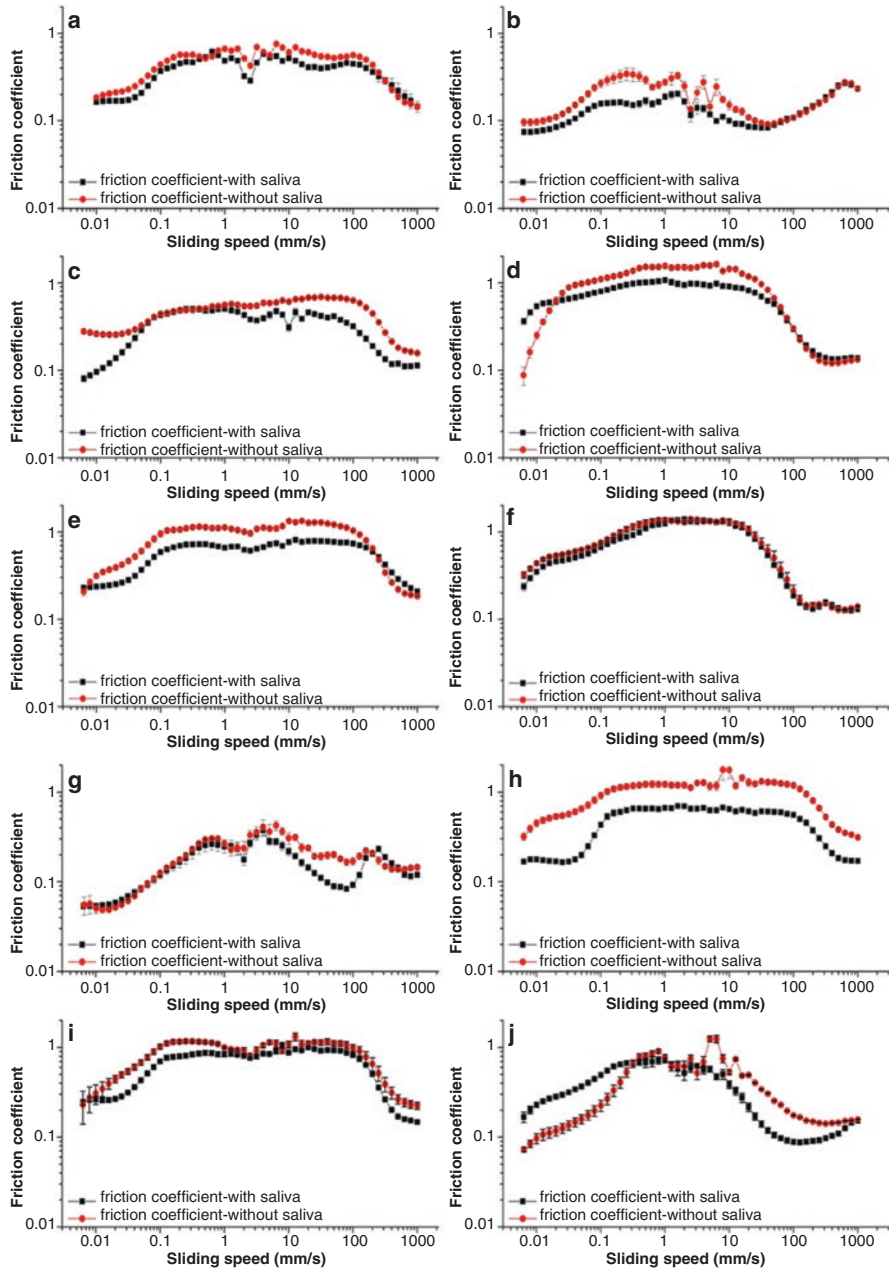 a
Friction coefficient
1
0.1
0.01
friction coefficient-with saliva
friction coefficient-without saliva
0.01 0.1 1 10 100 1000
Sliding speed (mm/s)
b
Friction coefficient
1
0.1
0.01
friction coefficient-with saliva
friction coefficient-without saliva
0.01 0.1 1 10 100 1000
Sliding speed (mm/s)
c
Friction coefficient
1
0.1
0.01
friction coefficient-with saliva
friction coefficient-without saliva
0.01 0.1 1 10 100 1000
Sliding speed (mm/s)
d
Friction coefficient
1
0.1
0.01
friction coefficient-with saliva
friction coefficient-without saliva
0.01 0.1 1 10 100 1000
Sliding speed (mm/s)
e
Friction coefficient
1
0.1
0.01
friction coefficient-with saliva
friction coefficient-without saliva
0.01 0.1 1 10 100 1000
Sliding speed (mm/s)
f
Friction coefficient
1
0.1
0.01
friction coefficient-with saliva
friction coefficient-without saliva
0.01 0.1 1 10 100 1000
Sliding speed (mm/s)
g
Friction coefficient
1
0.1
0.01
friction coefficient-with saliva
friction coefficient-without saliva
0.01 0.1 1 10 100 1000
Sliding speed (mm/s)
h
Friction coefficient
1
0.1
0.01
friction coefficient-with saliva
friction coefficient-without saliva
0.01 0.1 1 10 100 1000
Sliding speed (mm/s)
i
Friction coefficient
1
0.1
0.01
friction coefficient-with saliva
friction coefficient-without saliva
0.01 0.1 1 10 100 1000
Sliding speed (mm/s)
j
Friction coefficient
1
0.1
0.01
friction coefficient-with saliva
friction coefficient-without saliva
0.01 0.1 1 10 100 1000
Sliding speed (mm/s)